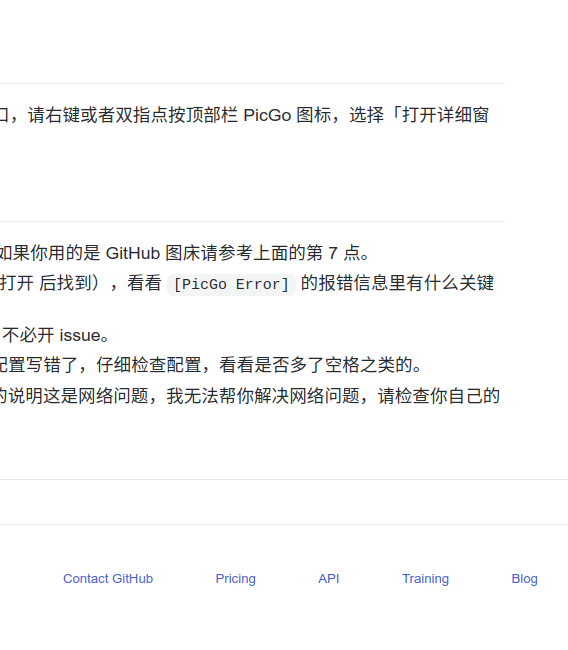 口，请右键或者双指点按顶部栏 PicGo 图标，选择「打开详细窗
如果你用的是 GitHub 图床请参考上面的第 7 点。
打开 后找到），看看 [PicGo Error] 的报错信息里有什么关键
不必开 issue。
配置写错了，仔细检查配置，看看是否多了空格之类的。
的说明这是网络问题，我无法帮你解决网络问题，请检查你自己的
Contact GitHub Pricing API Training Blog